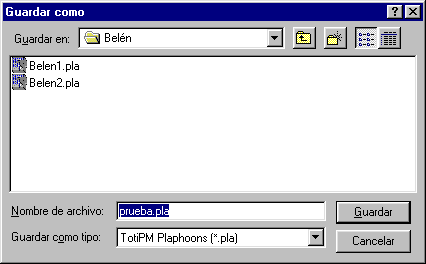 Guardar como
Guardar en: Belén
Belen1.pla
Belen2.pla
Nombre de archivo: prueba.pla Guardar
Guardar como tipo: TotiPM Plaphoons (*.pla) Cancelar